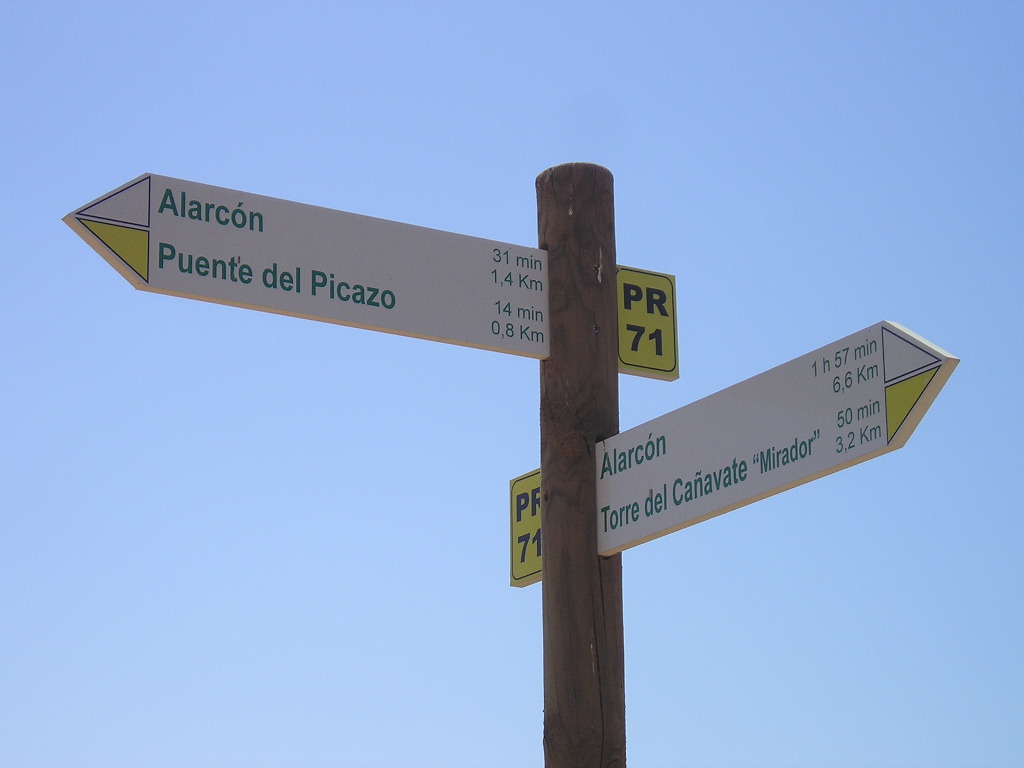 Alarcón
31 min
1,4 Km
Puente del Picazo
14 min
0,8 Km
PR
71
Alarcón
1 h 57 min
6,6 Km
Torre del Cañavate “Mirador”
50 min
3,2 Km
PR
71